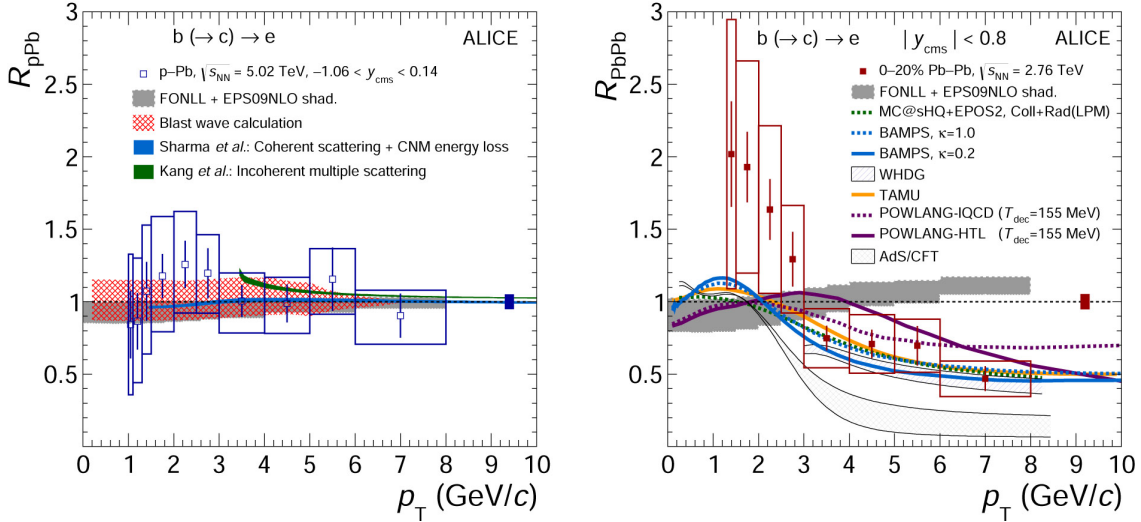 R_pPb
3
2.5
2
1.5
1
0.5
b (→ c) → e
ALICE
p–Pb, √s_NN = 5.02 TeV, −1.06 < y_cms < 0.14
FONLL + EPS09NLO shad.
Blast wave calculation
Sharma et al.: Coherent scattering + CNM energy loss
Kang et al.: Incoherent multiple scattering
0 1 2 3 4 5 6 7 8 9 10
p_T (GeV/c)
R_PbPb
3
2.5
2
1.5
1
0.5
b (→ c) → e
| y_cms | < 0.8
ALICE
0–20% Pb–Pb, √s_NN = 2.76 TeV
FONLL + EPS09NLO shad.
MC@sHQ+EPOS2, Coll+Rad(LPM)
BAMPS, κ=1.0
BAMPS, κ=0.2
WHDG
TAMU
POWLANG-lQCD (T_dec=155 MeV)
POWLANG-HTL (T_dec=155 MeV)
AdS/CFT
0 1 2 3 4 5 6 7 8 9 10
p_T (GeV/c)